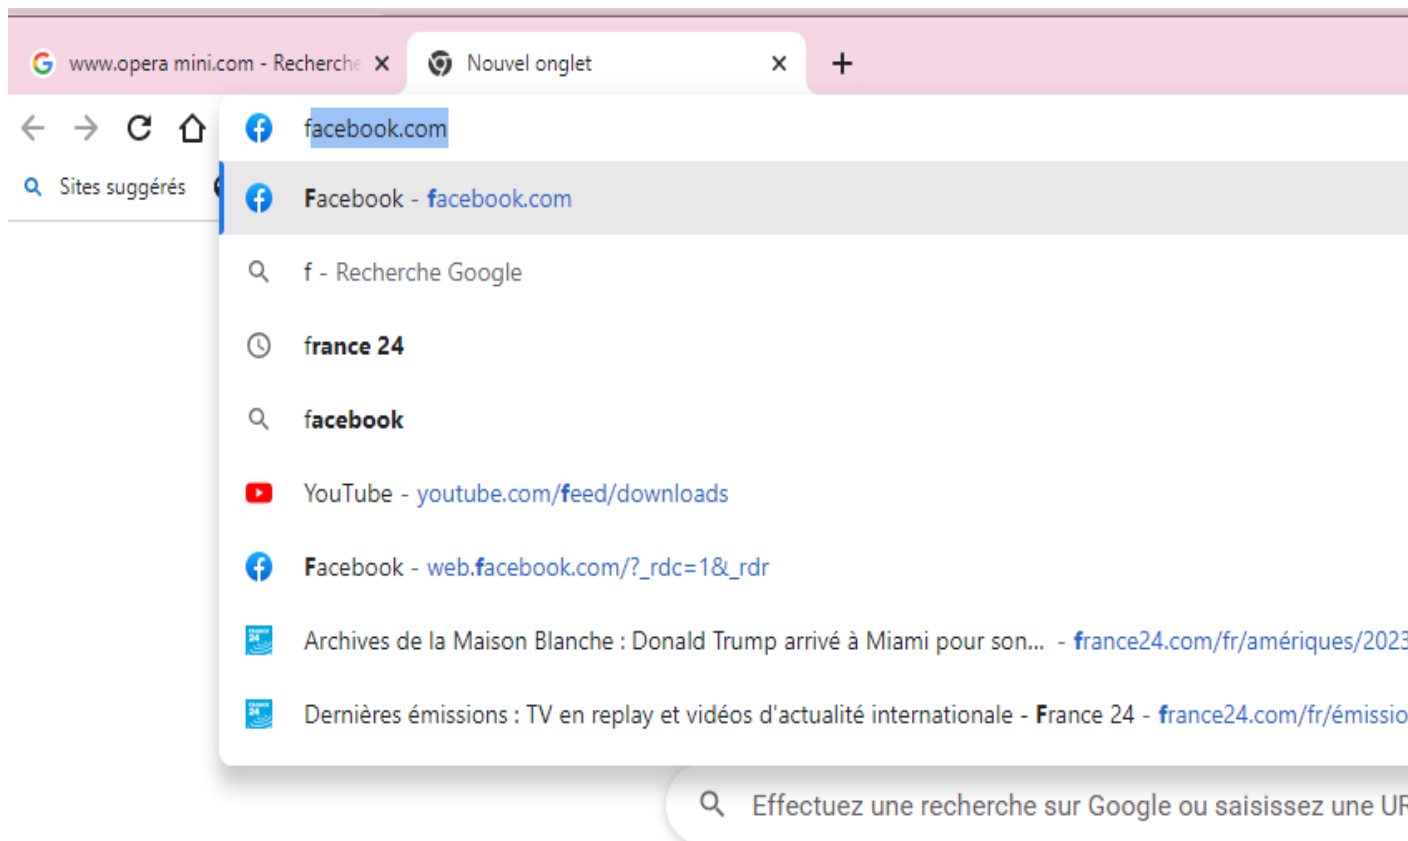 www.opera mini.com - Recherche
Nouvel onglet
facebook.com
Sites suggérés
Facebook - facebook.com
f - Recherche Google
france 24
facebook
YouTube - youtube.com/feed/downloads
Facebook - web.facebook.com/?_rdc=1&_rdr
Archives de la Maison Blanche : Donald Trump arrivé à Miami pour son... - france24.com/fr/amériques/2023
Dernières émissions : TV en replay et vidéos d'actualité internationale - France 24 - france24.com/fr/émissio
Effectuez une recherche sur Google ou saisissez une UR